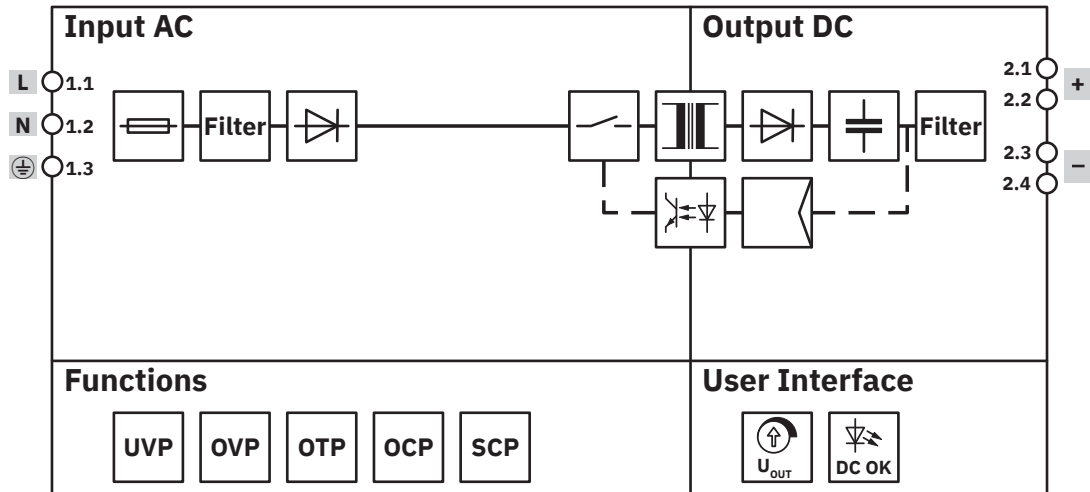 Input AC
Output DC
L 1.1
N 1.2
1.3
2.1
2.2
+
2.3
2.4
–
Filter
Filter
Functions
User Interface
UVP
OVP
OTP
OCP
SCP
UOUT
DC OK